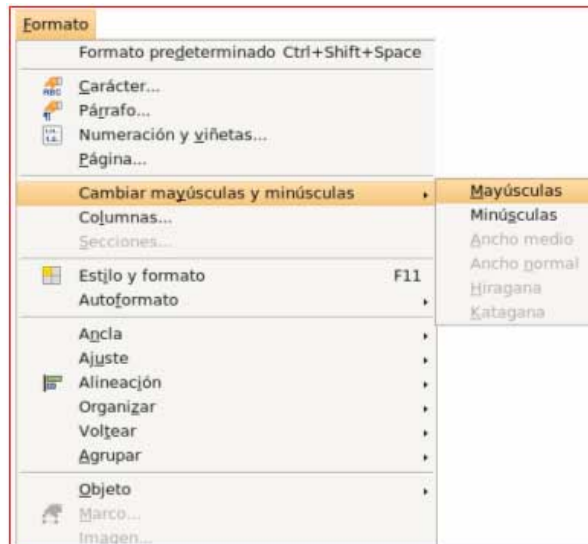 Formato
Formato predeterminado Ctrl+Shift+Space
Carácter...
Párrafo...
Numeración y viñetas...
Página...
Cambiar mayúsculas y minúsculas
Columnas...
Secciones...
Estilo y formato F11
Autoformato
Ancla
Ajuste
Alineación
Organizar
Voltear
Agrupar
Objeto
Marco...
Imagen...
Mayúsculas
Minúsculas
Ancho medio
Ancho normal
Hiragana
Katagana